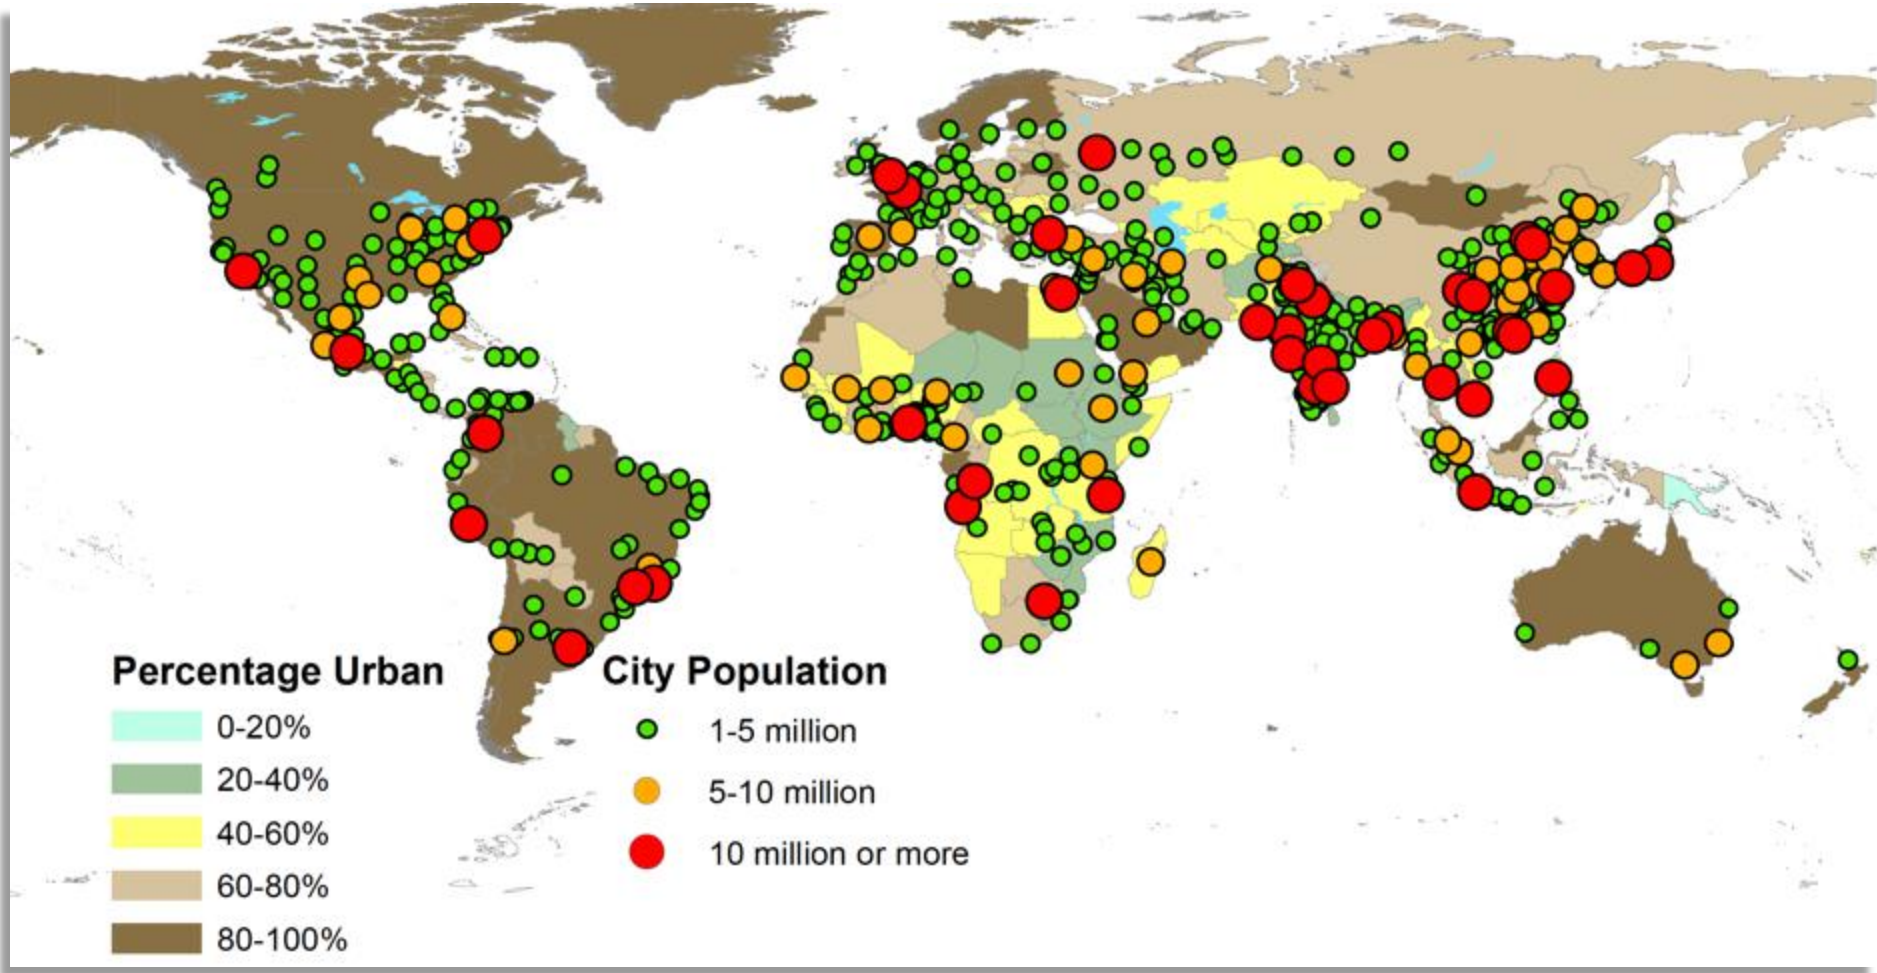 Percentage Urban
0-20%
20-40%
40-60%
60-80%
80-100%
City Population
1-5 million
5-10 million
10 million or more